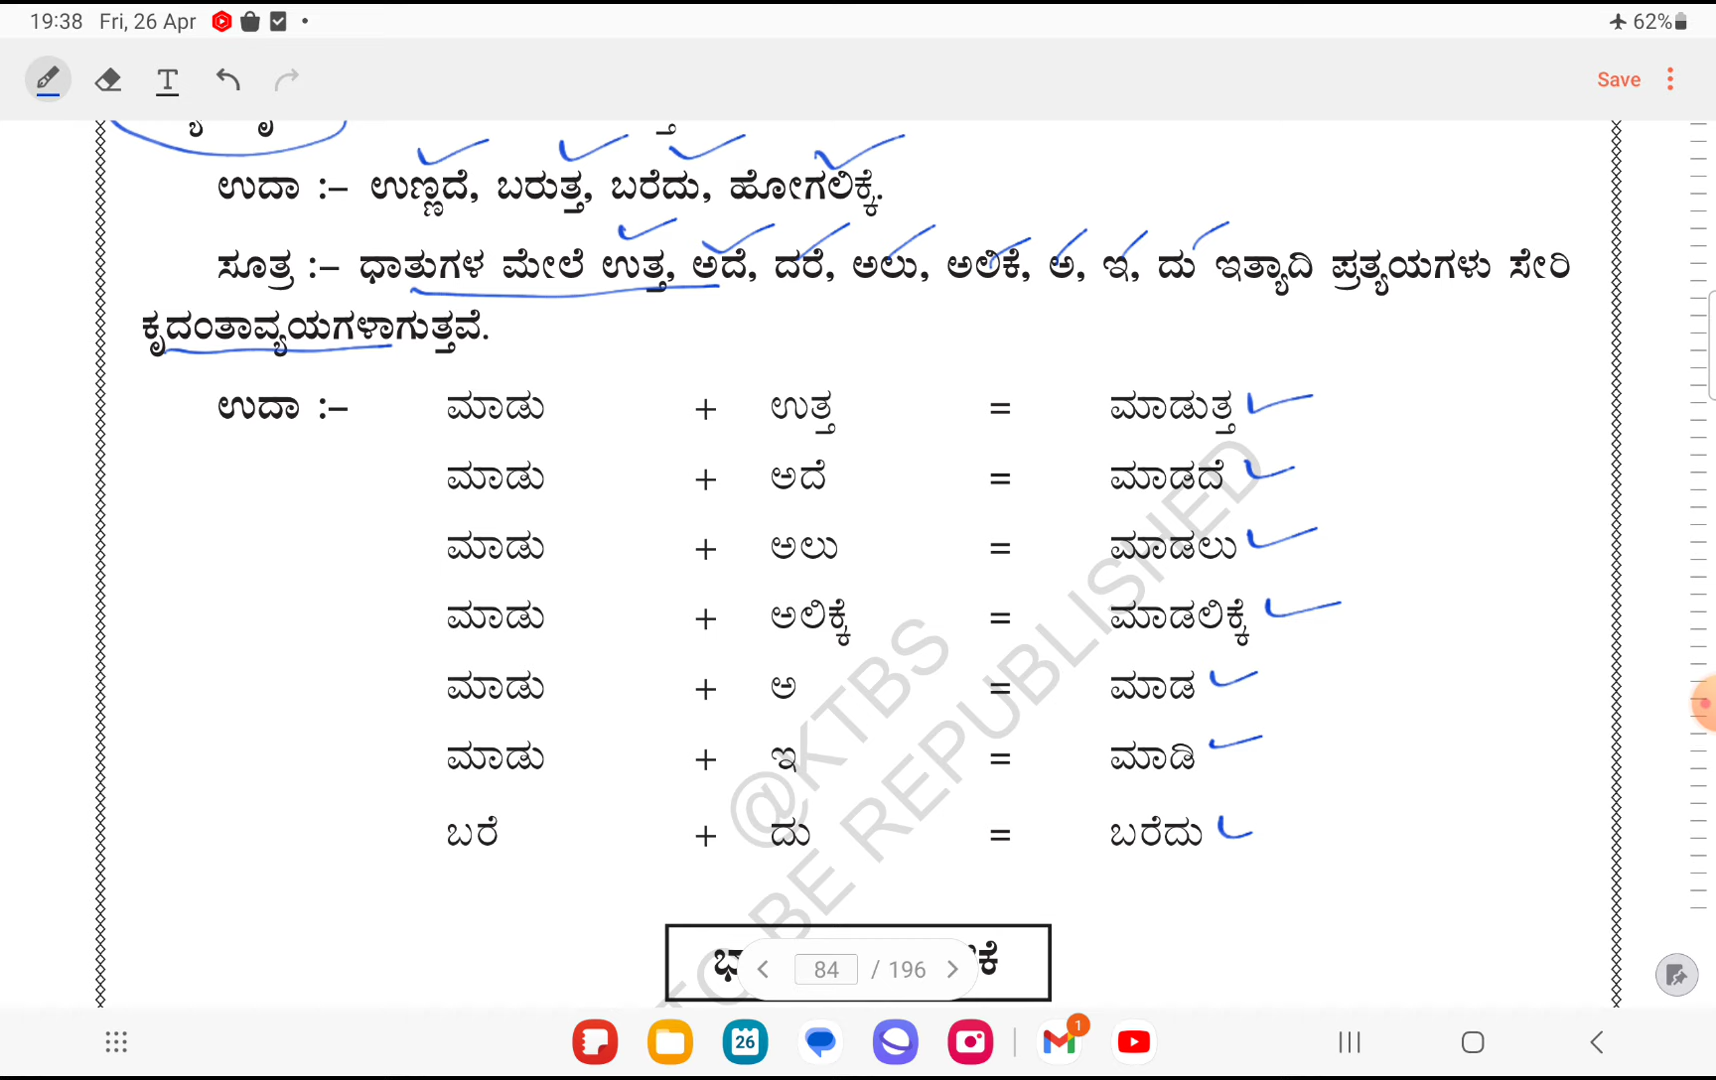 19:38 Fri, 26 Apr 62%
T Save
ಉದಾ :– ಉಣ್ಣದೆ, ಬರುತ್ತ, ಬರೆದು, ಹೋಗಲಿಕ್ಕೆ.
ಸೂತ್ರ :– ಧಾತುಗಳ ಮೇಲೆ ಉತ್ತ, ಅದೆ, ದರೆ, ಅಲು, ಅಲಿಕೆ, ಅ, ಇ, ದು ಇತ್ಯಾದಿ ಪ್ರತ್ಯಯಗಳು ಸೇರಿ
ಕೃದಂತಾವ್ಯಯಗಳಾಗುತ್ತವೆ.
ಉದಾ :– ಮಾಡು + ಉತ್ತ = ಮಾಡುತ್ತ
ಮಾಡು + ಅದೆ = ಮಾಡದೆ
ಮಾಡು + ಅಲು = ಮಾಡಲು
ಮಾಡು + ಅಲಿಕ್ಕೆ = ಮಾಡಲಿಕ್ಕೆ
ಮಾಡು + ಅ = ಮಾಡ
ಮಾಡು + ಇ = ಮಾಡಿ
ಬರೆ + ದು = ಬರೆದು
@KTBS
BE REPUBLISHED
84 / 196
26
1